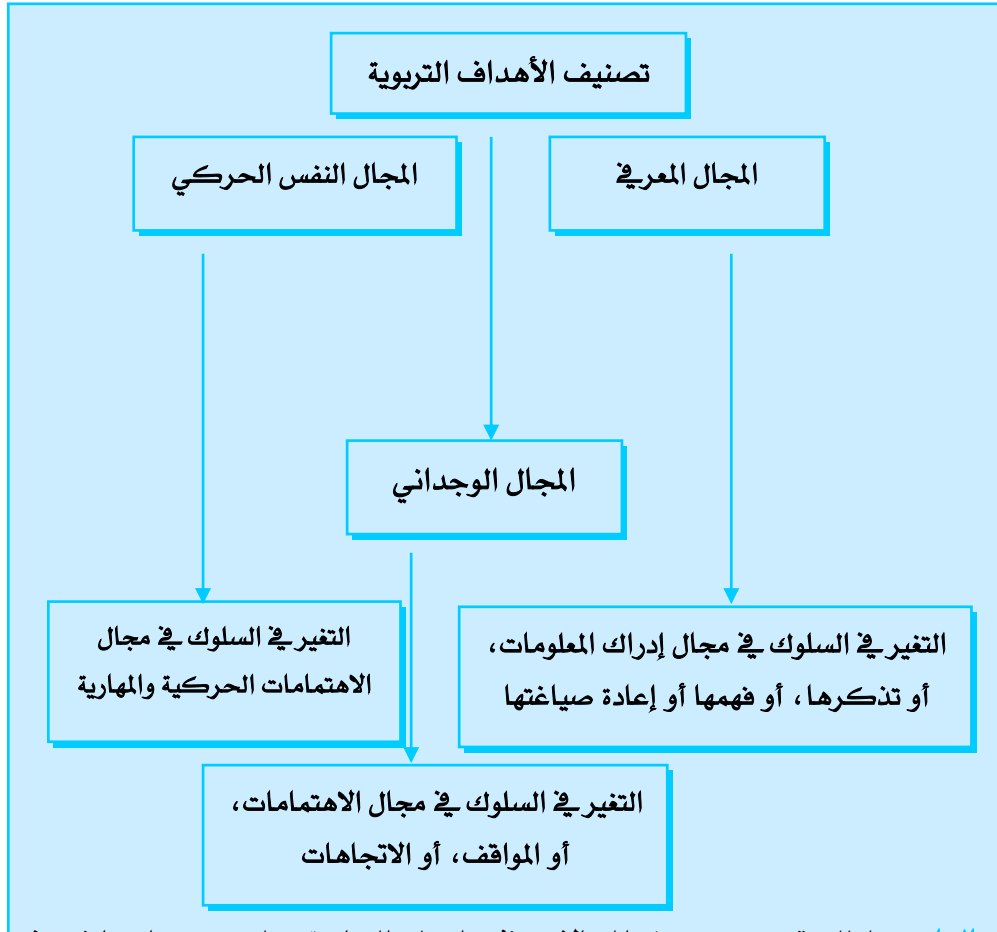 تصنيف الأهداف التربوية
المجال المعرفي
المجال النفس الحركي
المجال الوجداني
التغير في السلوك في مجال إدراك المعلومات،
أو تذكرها، أو فهمها أو إعادة صياغتها
التغير في السلوك في مجال
الاهتمامات الحركية والمهارية
التغير في السلوك في مجال الاهتمامات،
أو المواقف، أو الاتجاهات